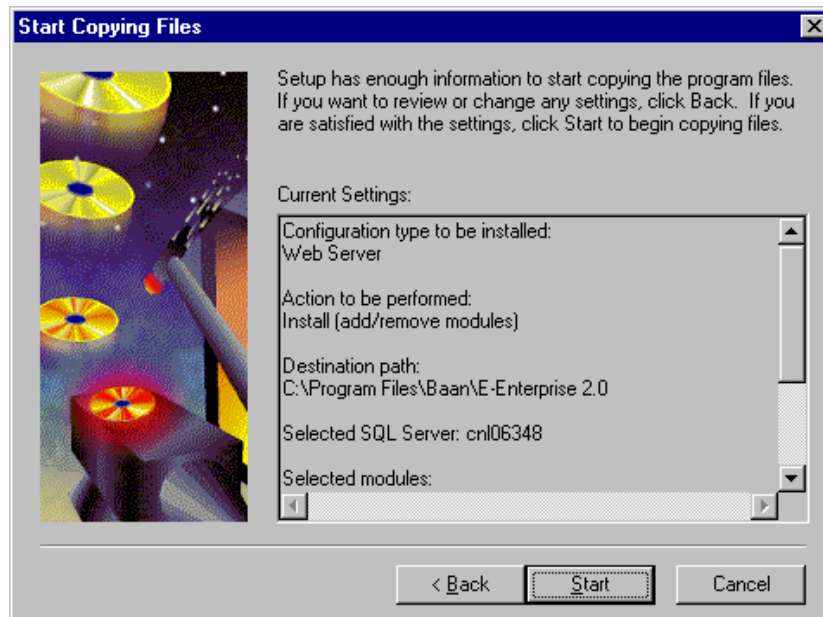 Start Copying Files
Setup has enough information to start copying the program files.
If you want to review or change any settings, click Back. If you
are satisfied with the settings, click Start to begin copying files.
Current Settings:
Configuration type to be installed:
Web Server
Action to be performed:
Install (add/remove modules)
Destination path:
C:\Program Files\Baan\E-Enterprise 2.0
Selected SQL Server: cnl06348
Selected modules:
< Back
Start
Cancel